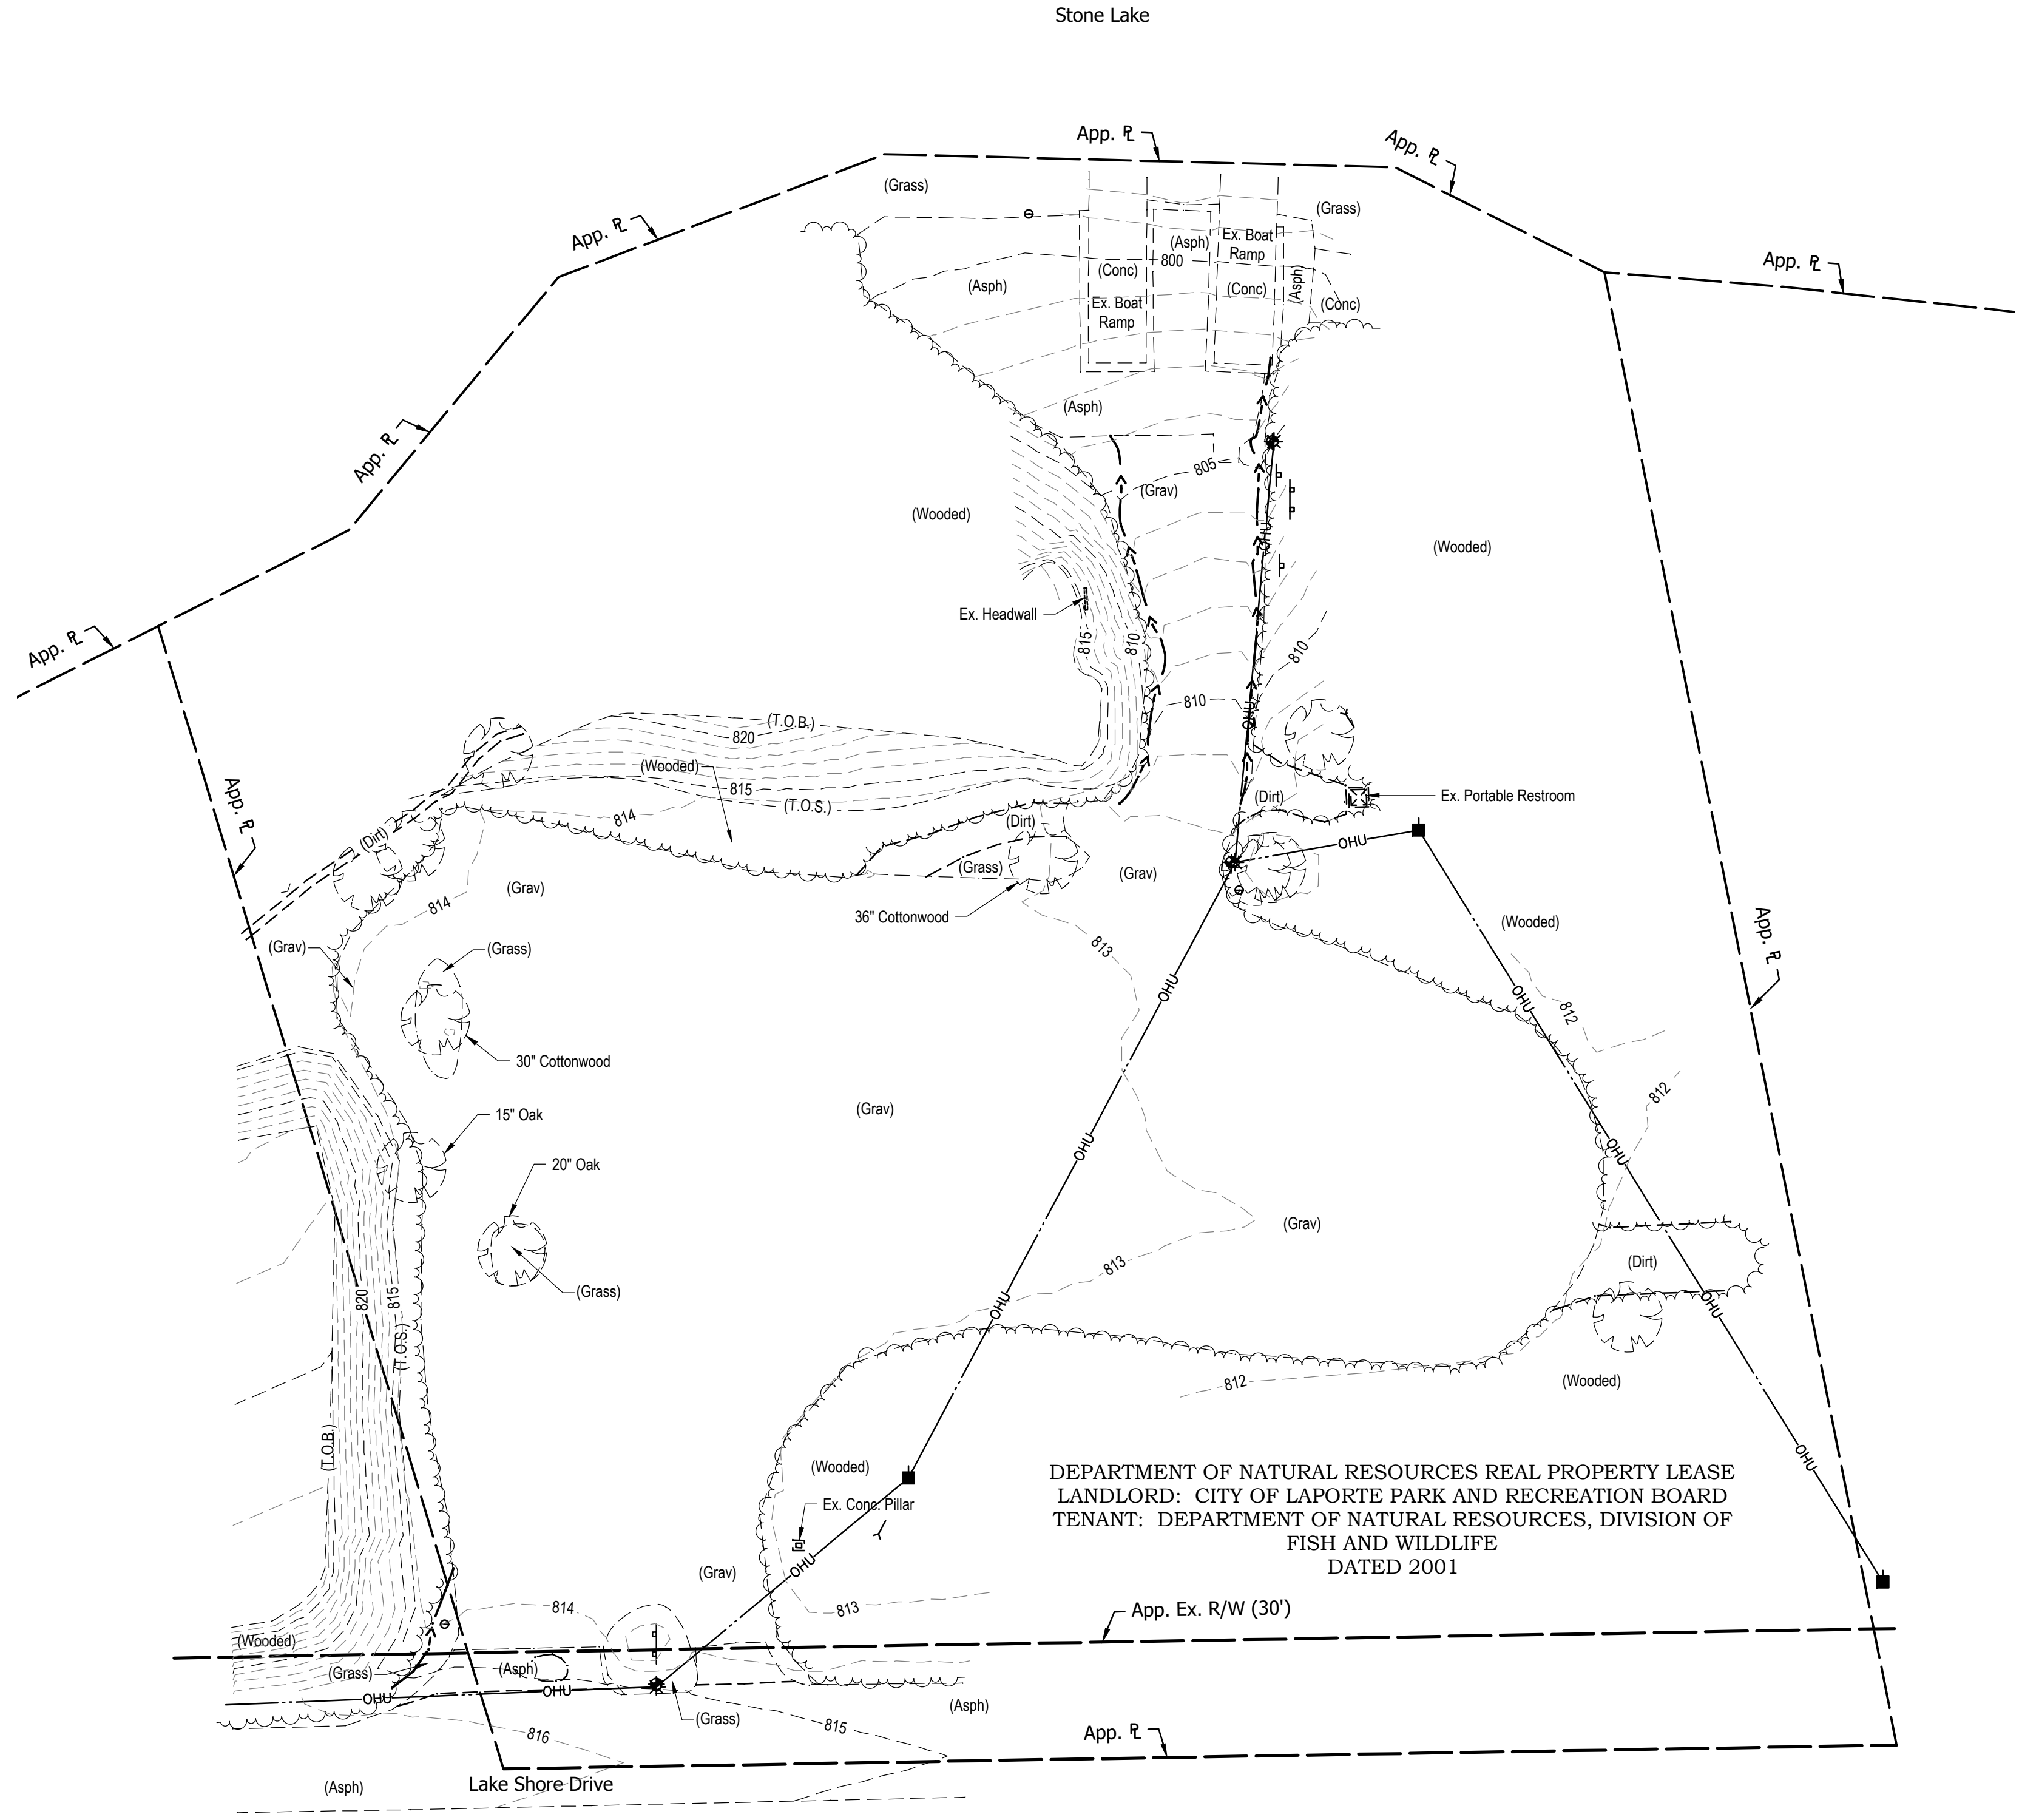 Stone Lake
App. ⅊
App. ⅊
App. ⅊
App. ⅊
App. ⅊
App. ⅊
App. ⅊
(Grass)
(Grass)
(Asph)
Ex. Boat
Ramp
800
(Conc)
(Asph)
(Conc)
(Asph)
(Conc)
Ex. Boat
Ramp
(Asph)
805
(Grav)
(Wooded)
OHU
(Wooded)
Ex. Headwall
815
810
810
810
OHU
(T.O.B.)
820
(Wooded)
815
(T.O.S.)
814
App. ⅊
(Dirt)
Ex. Portable Restroom
(Dirt)
(Dirt)
OHU
(Grass)
(Grav)
(Grav)
814
36" Cottonwood
(Wooded)
App. ⅊
(Grav)
(Grass)
813
OHU
OHU
812
30" Cottonwood
812
15" Oak
(Grav)
OHU
OHU
20" Oak
(Grav)
813
(Dirt)
(Grass)
820
815
OHU
OHU
(T.O.S.)
812
(Wooded)
(T.O.B.)
(Wooded)
OHU
Ex. Conc. Pillar
DEPARTMENT OF NATURAL RESOURCES REAL PROPERTY LEASE
LANDLORD: CITY OF LAPORTE PARK AND RECREATION BOARD
TENANT: DEPARTMENT OF NATURAL RESOURCES, DIVISION OF
FISH AND WILDLIFE
DATED 2001
OHU
(Grav)
814
813
App. Ex. R/W (30')
(Wooded)
(Grass)
(Asph)
OHU
OHU
(Grass)
(Asph)
815
816
App. ⅊
Lake Shore Drive
(Asph)